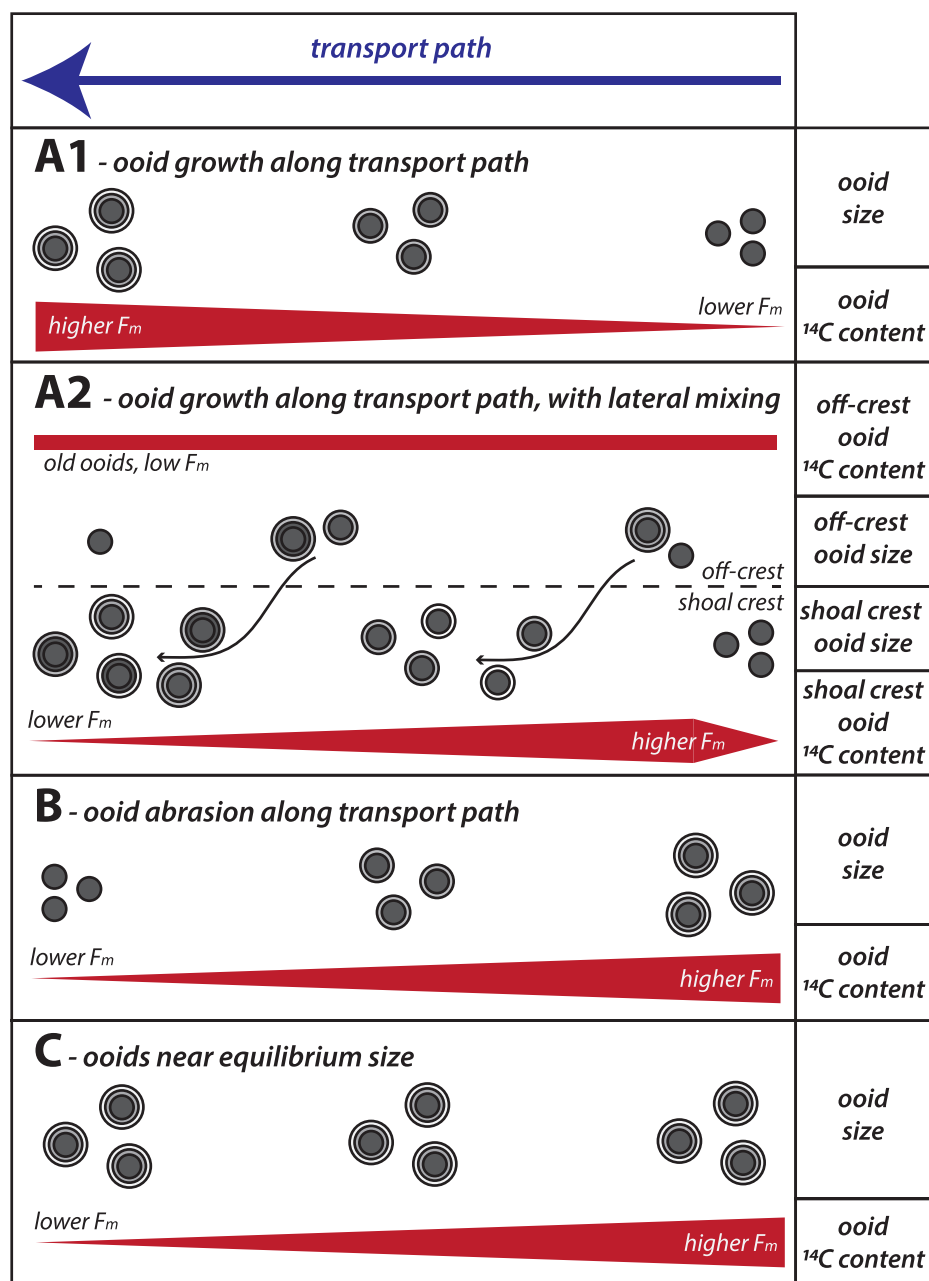 transport path
A1 - ooid growth along transport path
ooid
size
higher Fm
lower Fm
ooid
¹⁴C content
A2 - ooid growth along transport path, with lateral mixing
old ooids, low Fm
off-crest
ooid
¹⁴C content
off-crest
ooid size
off-crest
shoal crest
shoal crest
ooid size
lower Fm
higher Fm
shoal crest
ooid
¹⁴C content
B - ooid abrasion along transport path
ooid
size
lower Fm
higher Fm
ooid
¹⁴C content
C - ooids near equilibrium size
ooid
size
lower Fm
higher Fm
ooid
¹⁴C content